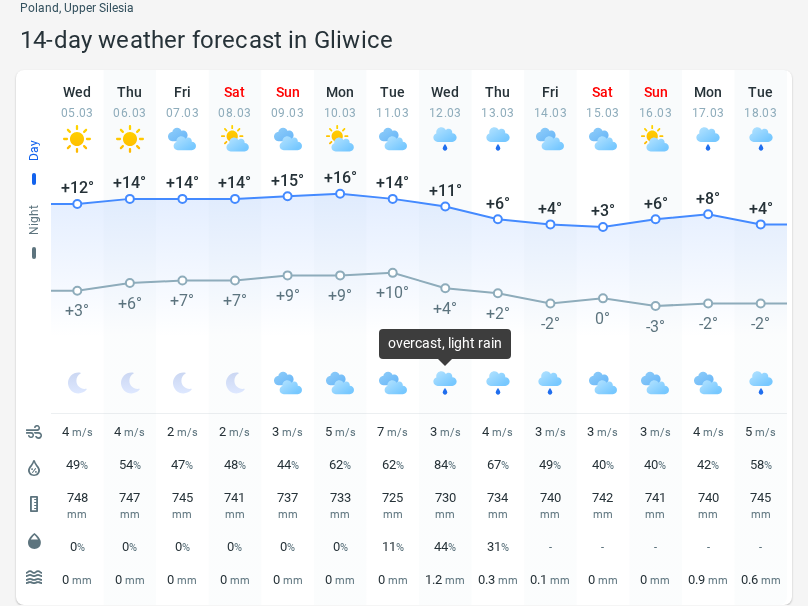 Poland, Upper Silesia
14-day weather forecast in Gliwice
Wed Thu Fri Sat Sun Mon Tue Wed Thu Fri Sat Sun Mon Tue
05.03 06.03 07.03 08.03 09.03 10.03 11.03 12.03 13.03 14.03 15.03 16.03 17.03 18.03
Day
+12° +14° +14° +14° +15° +16° +14° +11° +6° +4° +3° +6° +8° +4°
Night
+3° +6° +7° +7° +9° +9° +10° +4° +2° -2° 0° -3° -2° -2°
overcast, light rain
4 m/s 4 m/s 2 m/s 2 m/s 3 m/s 5 m/s 7 m/s 3 m/s 4 m/s 3 m/s 3 m/s 3 m/s 4 m/s 5 m/s
49% 54% 47% 48% 44% 62% 62% 84% 67% 49% 40% 40% 42% 58%
748 747 745 741 737 733 725 730 734 740 742 741 740 745
mm mm mm mm mm mm mm mm mm mm mm mm mm mm
0% 0% 0% 0% 0% 0% 11% 44% 31% - - - - -
0 mm 0 mm 0 mm 0 mm 0 mm 0 mm 0 mm 1.2 mm 0.3 mm 0.1 mm 0 mm 0 mm 0.9 mm 0.6 mm